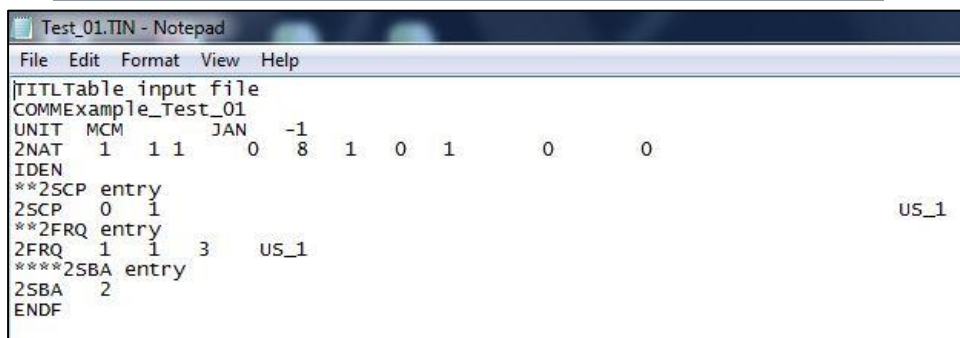 Test_01.TIN - Notepad
File Edit Format View Help
TITLTable input file
COMMExample_Test_01
UNIT MCM JAN -1
2NAT 1 1 1 0 8 1 0 1 0 0
IDEN
**2SCP entry
2SCP 0 1 US_1
**2FRQ entry
2FRQ 1 1 3 US_1
****2SBA entry
2SBA 2
ENDF